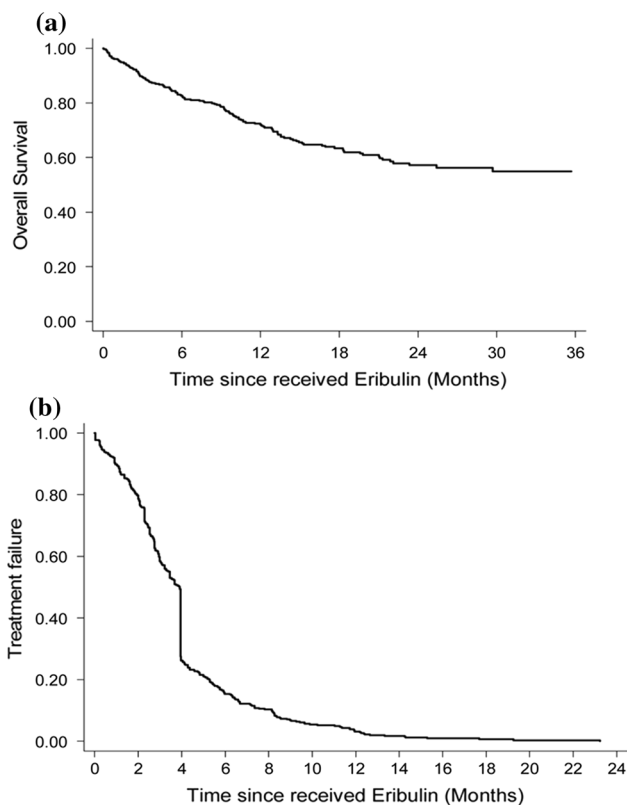 (a)
1.00
0.80
0.60
0.40
0.20
0.00
Overall Survival
0 6 12 18 24 30 36
Time since received Eribulin (Months)
(b)
1.00
0.80
0.60
0.40
0.20
0.00
Treatment failure
0 2 4 6 8 10 12 14 16 18 20 22 24
Time since received Eribulin (Months)